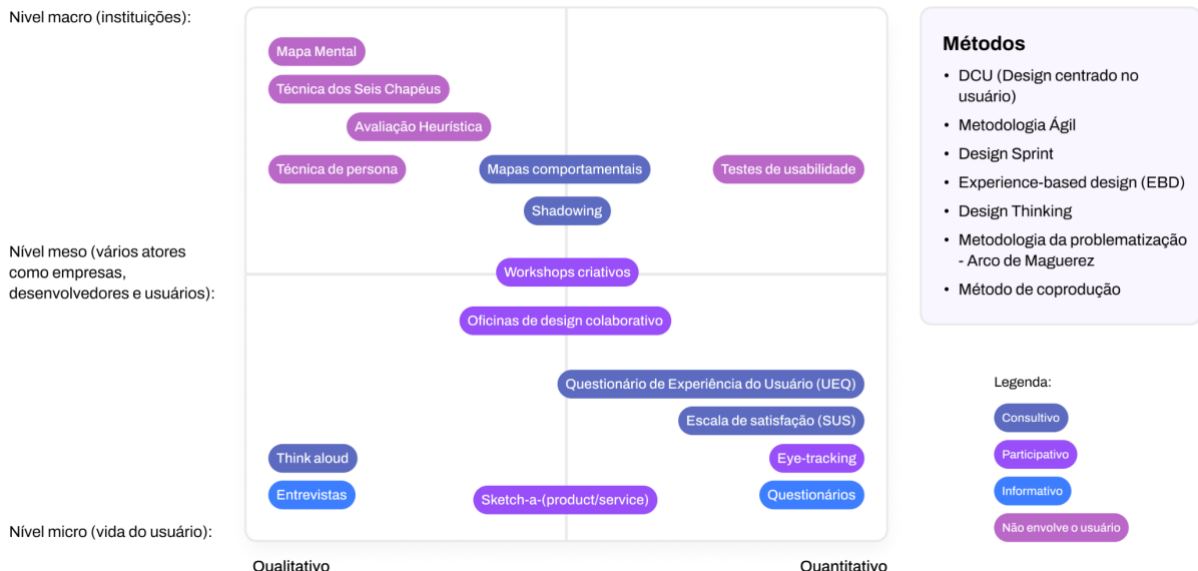 Nivel macro (instituições):
Mapa Mental
Técnica dos Seis Chapéus
Avaliação Heurística
Técnica de persona
Mapas comportamentais
Testes de usabilidade
Shadowing
Nível meso (vários atores
como empresas,
desenvolvedores e usuários):
Workshops criativos
Oficinas de design colaborativo
Questionário de Experiência do Usuário (UEQ)
Escala de satisfação (SUS)
Think aloud
Eye-tracking
Entrevistas
Sketch-a-(product/service)
Questionários
Nível micro (vida do usuário):
Qualitativo
Quantitativo
Métodos
• DCU (Design centrado no
usuário)
• Metodologia Ágil
• Design Sprint
• Experience-based design (EBD)
• Design Thinking
• Metodologia da problematização
- Arco de Maguerez
• Método de coprodução
Legenda:
Consultivo
Participativo
Informativo
Não envolve o usuário